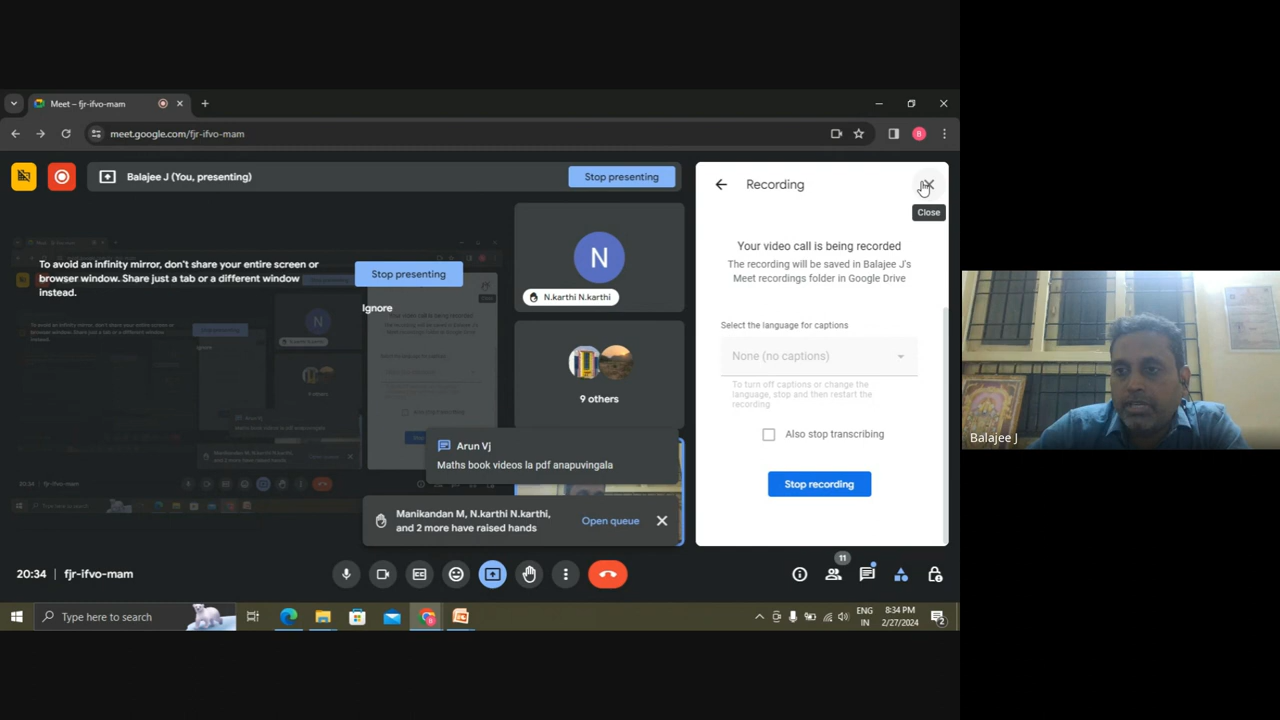 Meet – fjr-ifvo-mam
meet.google.com/fjr-ifvo-mam
B
Balajee J (You, presenting)
Stop presenting
To avoid an infinity mirror, don't share your entire screen or
browser window. Share just a tab or a different window
instead.
Stop presenting
Ignore
N
N.karthi N.karthi
9 others
Arun Vj
Maths book videos la pdf anapuvingala
Manikandan M, N.karthi N.karthi,
and 2 more have raised hands
Open queue
Recording
Close
Your video call is being recorded
The recording will be saved in Balajee J's
Meet recordings folder in Google Drive
Select the language for captions
None (no captions)
To turn off captions or change the
language, stop and then restart the
recording
Also stop transcribing
Stop recording
Balajee J
20:34 | fjr-ifvo-mam
11
Type here to search
ENG
IN
8:34 PM
2/27/2024
2